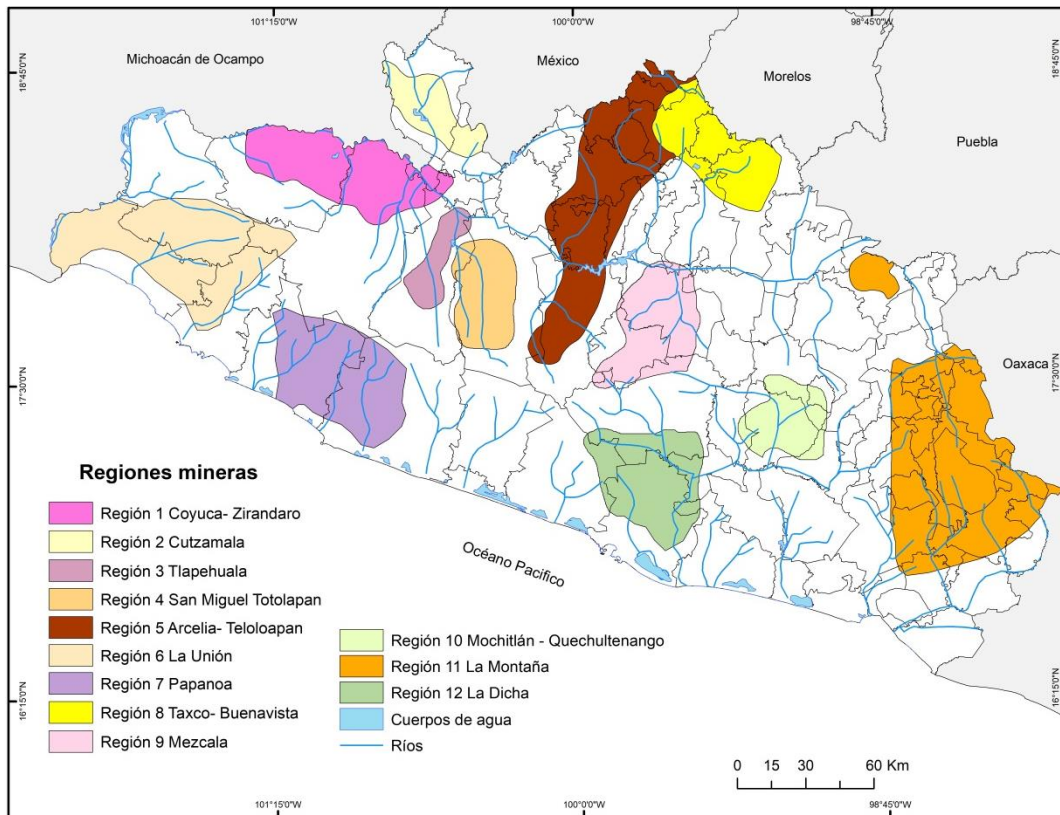 101°15'0"W
100°0'0"W
98°45'0"W
18°45'0"N
18°45'0"N
Michoacán de Ocampo
México
Morelos
Puebla
17°30'0"N
17°30'0"N
Oaxaca
Océano Pacifico
Regiones mineras
Región 1 Coyuca- Zirandaro
Región 2 Cutzamala
Región 3 Tlapehuala
Región 4 San Miguel Totolapan
Región 5 Arcelia- Teloloapan
Región 6 La Unión
Región 7 Papanoa
Región 8 Taxco- Buenavista
Región 9 Mezcala
Región 10 Mochitlán - Quechultenango
Región 11 La Montaña
Región 12 La Dicha
Cuerpos de agua
Ríos
16°15'0"N
16°15'0"N
0 15 30 60 Km
101°15'0"W
100°0'0"W
98°45'0"W